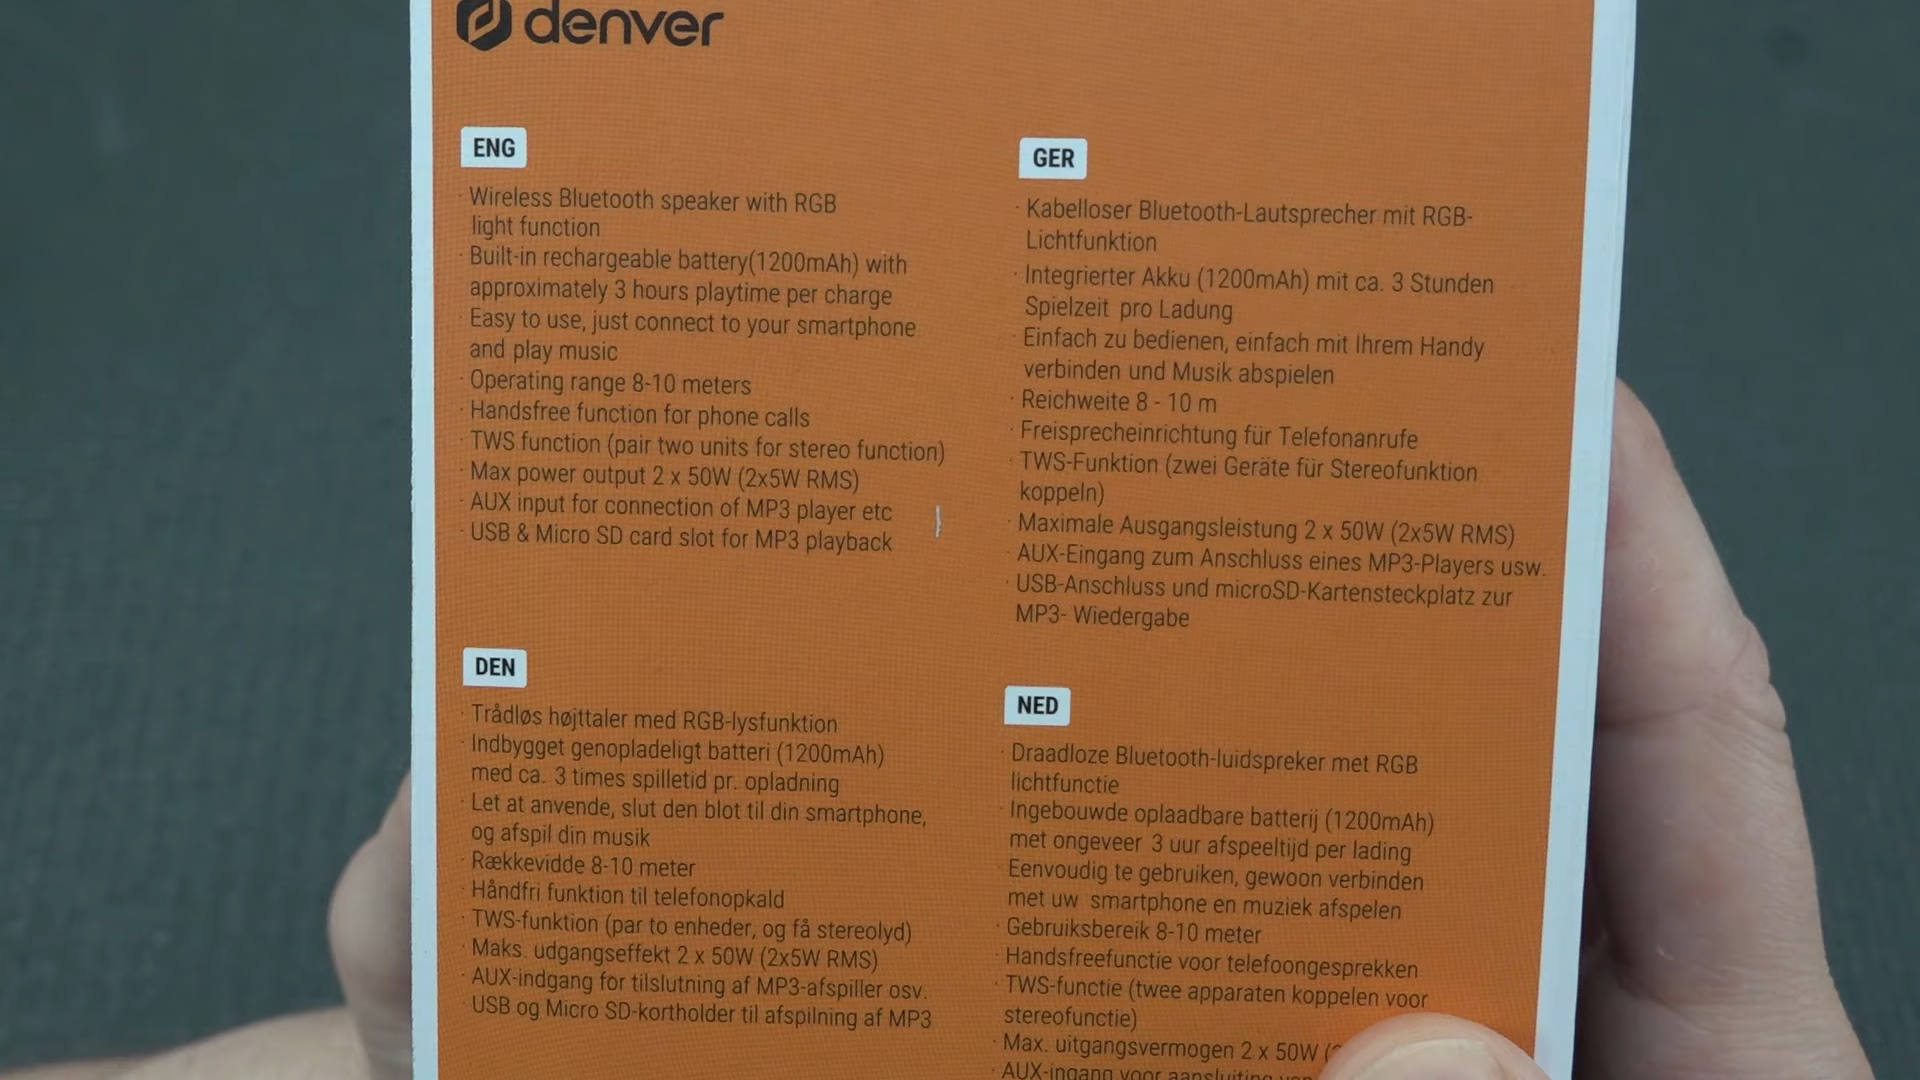 denver
ENG
· Wireless Bluetooth speaker with RGB
light function
· Built-in rechargeable battery(1200mAh) with
approximately 3 hours playtime per charge
· Easy to use, just connect to your smartphone
and play music
· Operating range 8-10 meters
· Handsfree function for phone calls
· TWS function (pair two units for stereo function)
· Max power output 2 x 50W (2x5W RMS)
· AUX input for connection of MP3 player etc
· USB & Micro SD card slot for MP3 playback
GER
· Kabelloser Bluetooth-Lautsprecher mit RGB-
Lichtfunktion
· Integrierter Akku (1200mAh) mit ca. 3 Stunden
Spielzeit pro Ladung
· Einfach zu bedienen, einfach mit Ihrem Handy
verbinden und Musik abspielen
· Reichweite 8 - 10 m
· Freisprecheinrichtung für Telefonanrufe
· TWS-Funktion (zwei Geräte für Stereofunktion
koppeln)
· Maximale Ausgangsleistung 2 x 50W (2x5W RMS)
· AUX-Eingang zum Anschluss eines MP3-Players usw.
· USB-Anschluss und microSD-Kartensteckplatz zur
MP3- Wiedergabe
DEN
· Trådløs højttaler med RGB-lysfunktion
· Indbygget genopladeligt batteri (1200mAh)
med ca. 3 times spilletid pr. opladning
· Let at anvende, slut den blot til din smartphone,
og afspil din musik
· Rækkevidde 8-10 meter
· Håndfri funktion til telefonopkald
· TWS-funktion (par to enheder, og få stereolyd)
· Maks. udgangseffekt 2 x 50W (2x5W RMS)
· AUX-indgang for tilslutning af MP3-afspiller osv.
· USB og Micro SD-kortholder til afspilning af MP3
NED
· Draadloze Bluetooth-luidspreker met RGB
lichtfunctie
· Ingebouwde oplaadbare batterij (1200mAh)
met ongeveer 3 uur afspeeltijd per lading
· Eenvoudig te gebruiken, gewoon verbinden
met uw smartphone en muziek afspelen
· Gebruiksbereik 8-10 meter
· Handsfreefunctie voor telefoongesprekken
· TWS-functie (twee apparaten koppelen voor
stereofunctie)
· Max. uitgangsvermogen 2 x 50W
· AUX-ingang voor aansluiting